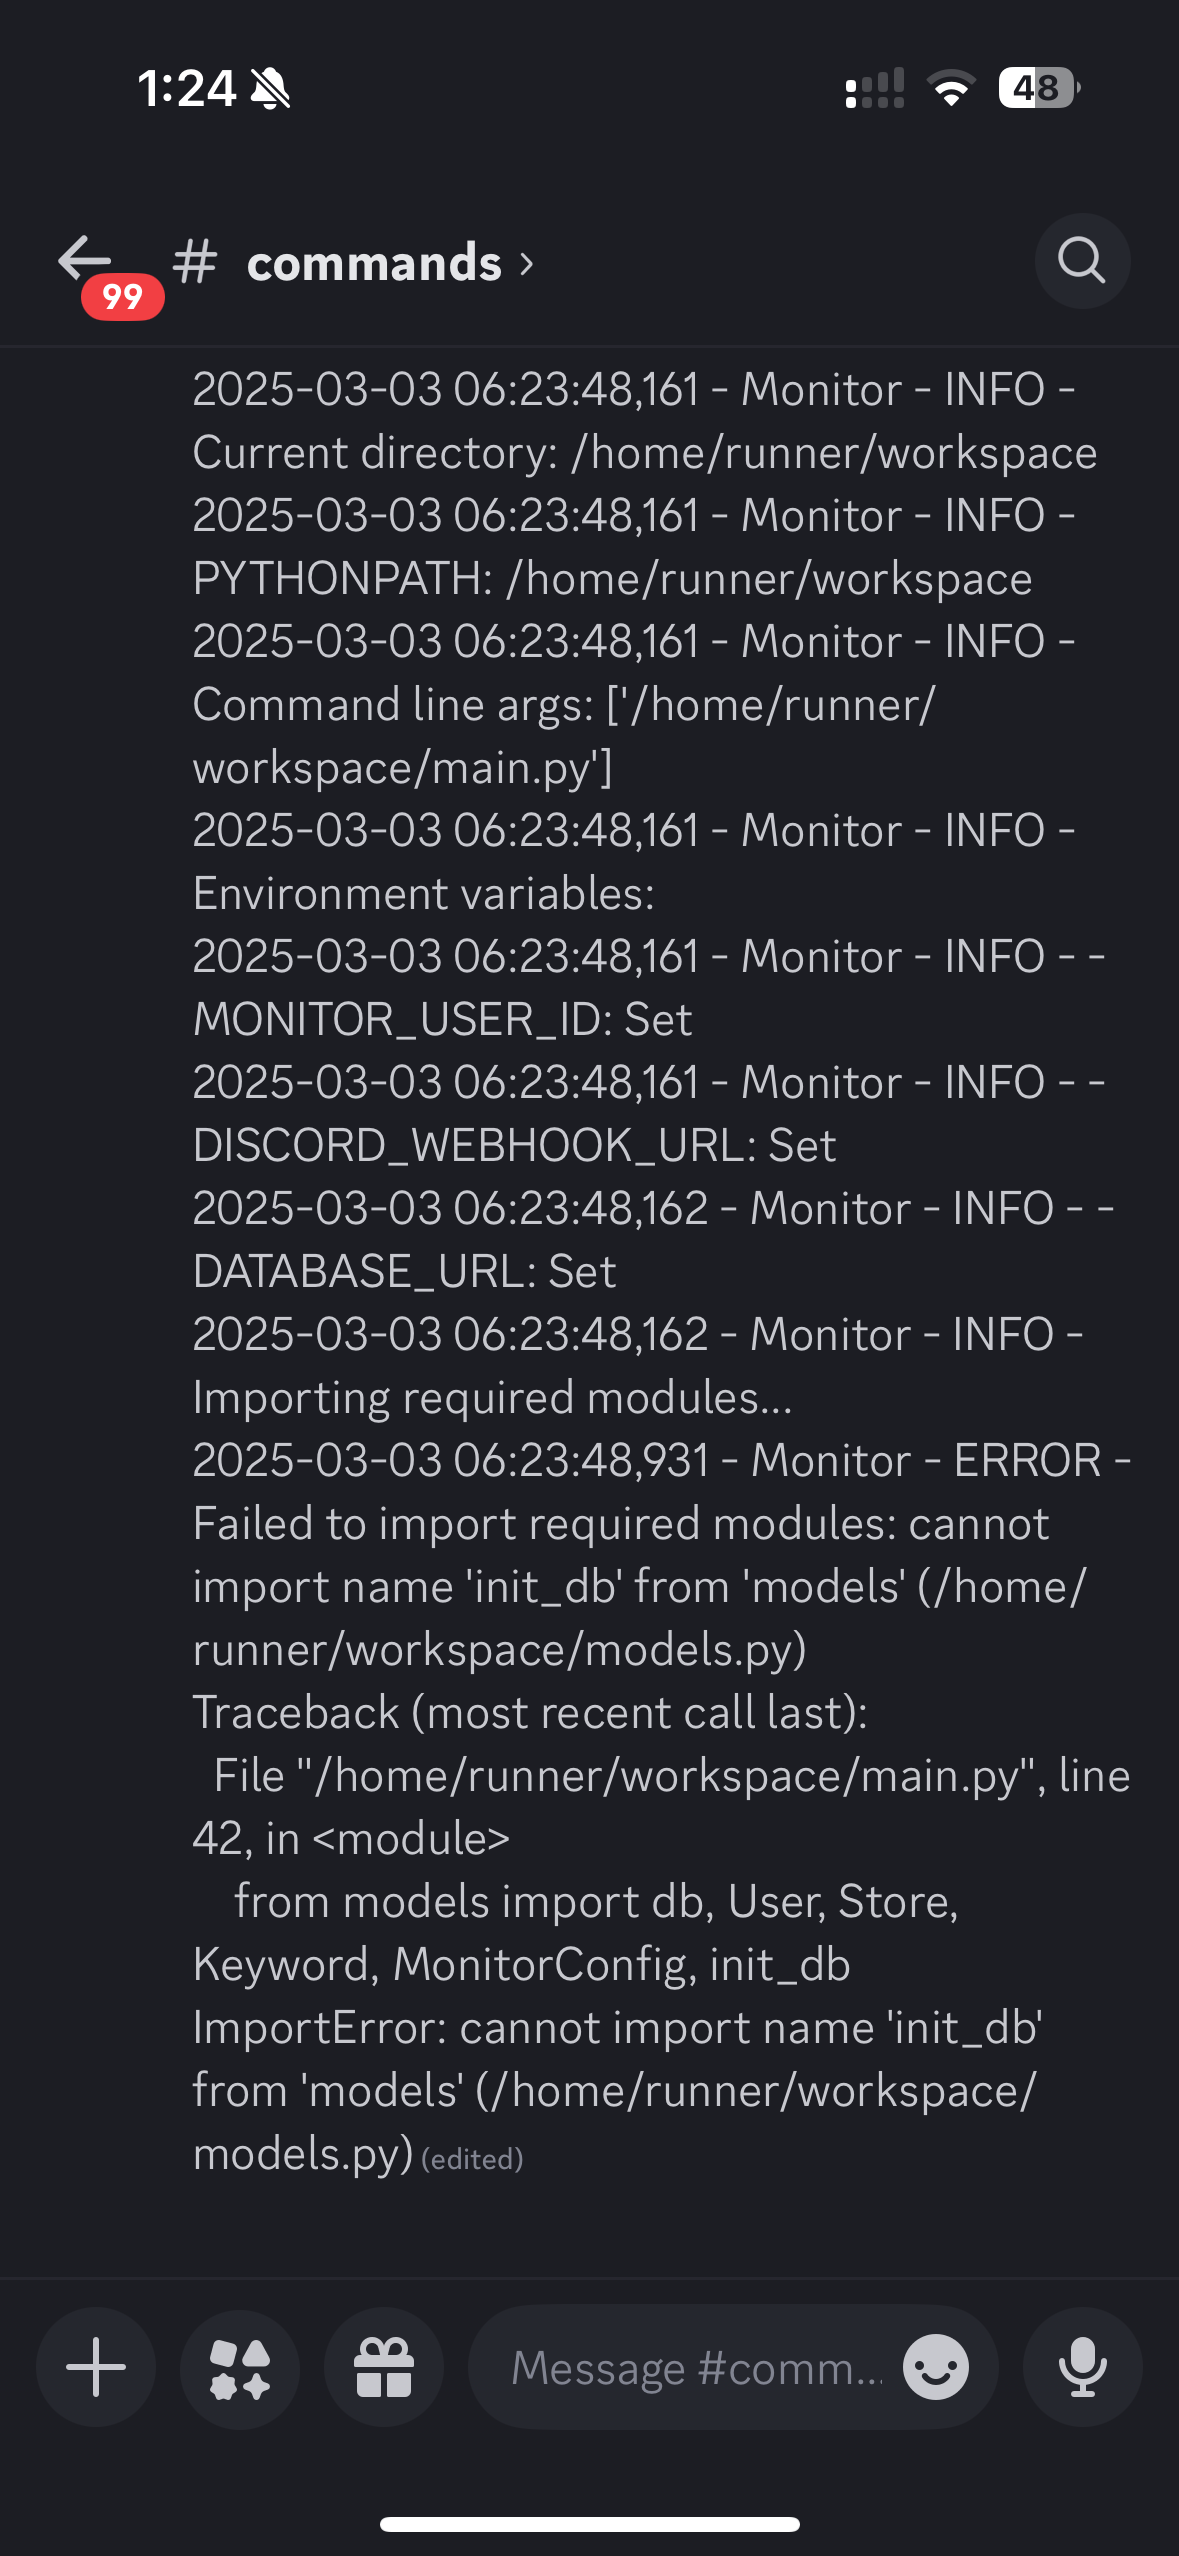 1:24
48
99
# commands ›
2025-03-03 06:23:48,161 - Monitor - INFO -
Current directory: /home/runner/workspace
2025-03-03 06:23:48,161 - Monitor - INFO -
PYTHONPATH: /home/runner/workspace
2025-03-03 06:23:48,161 - Monitor - INFO -
Command line args: ['/home/runner/
workspace/main.py']
2025-03-03 06:23:48,161 - Monitor - INFO -
Environment variables:
2025-03-03 06:23:48,161 - Monitor - INFO - -
MONITOR_USER_ID: Set
2025-03-03 06:23:48,161 - Monitor - INFO - -
DISCORD_WEBHOOK_URL: Set
2025-03-03 06:23:48,162 - Monitor - INFO - -
DATABASE_URL: Set
2025-03-03 06:23:48,162 - Monitor - INFO -
Importing required modules...
2025-03-03 06:23:48,931 - Monitor - ERROR -
Failed to import required modules: cannot
import name 'init_db' from 'models' (/home/
runner/workspace/models.py)
Traceback (most recent call last):
  File "/home/runner/workspace/main.py", line
42, in <module>
    from models import db, User, Store,
Keyword, MonitorConfig, init_db
ImportError: cannot import name 'init_db'
from 'models' (/home/runner/workspace/
models.py) (edited)
Message #comm...